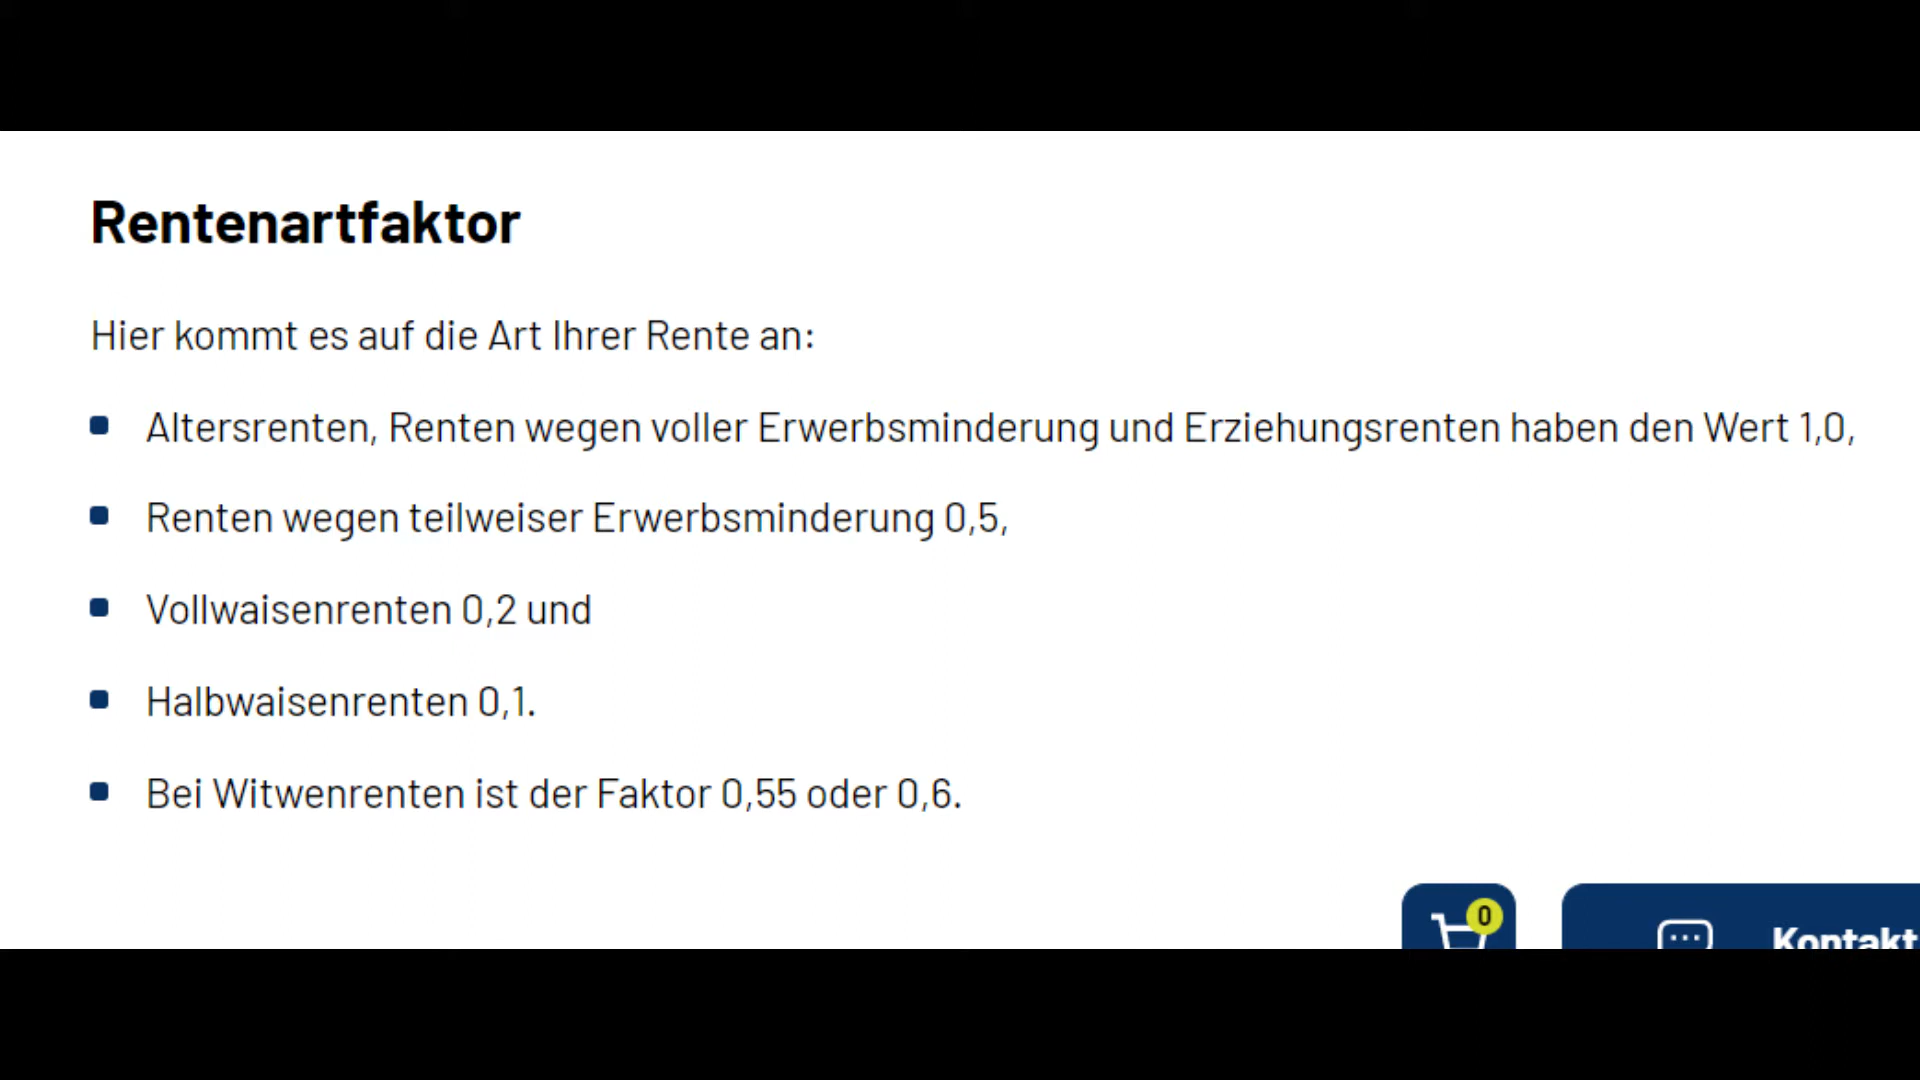 Rentenartfaktor
Hier kommt es auf die Art Ihrer Rente an:
Altersrenten, Renten wegen voller Erwerbsminderung und Erziehungsrenten haben den Wert 1,0,
Renten wegen teilweiser Erwerbsminderung 0,5,
Vollwaisenrenten 0,2 und
Halbwaisenrenten 0,1.
Bei Witwenrenten ist der Faktor 0,55 oder 0,6.
0
Kontakt